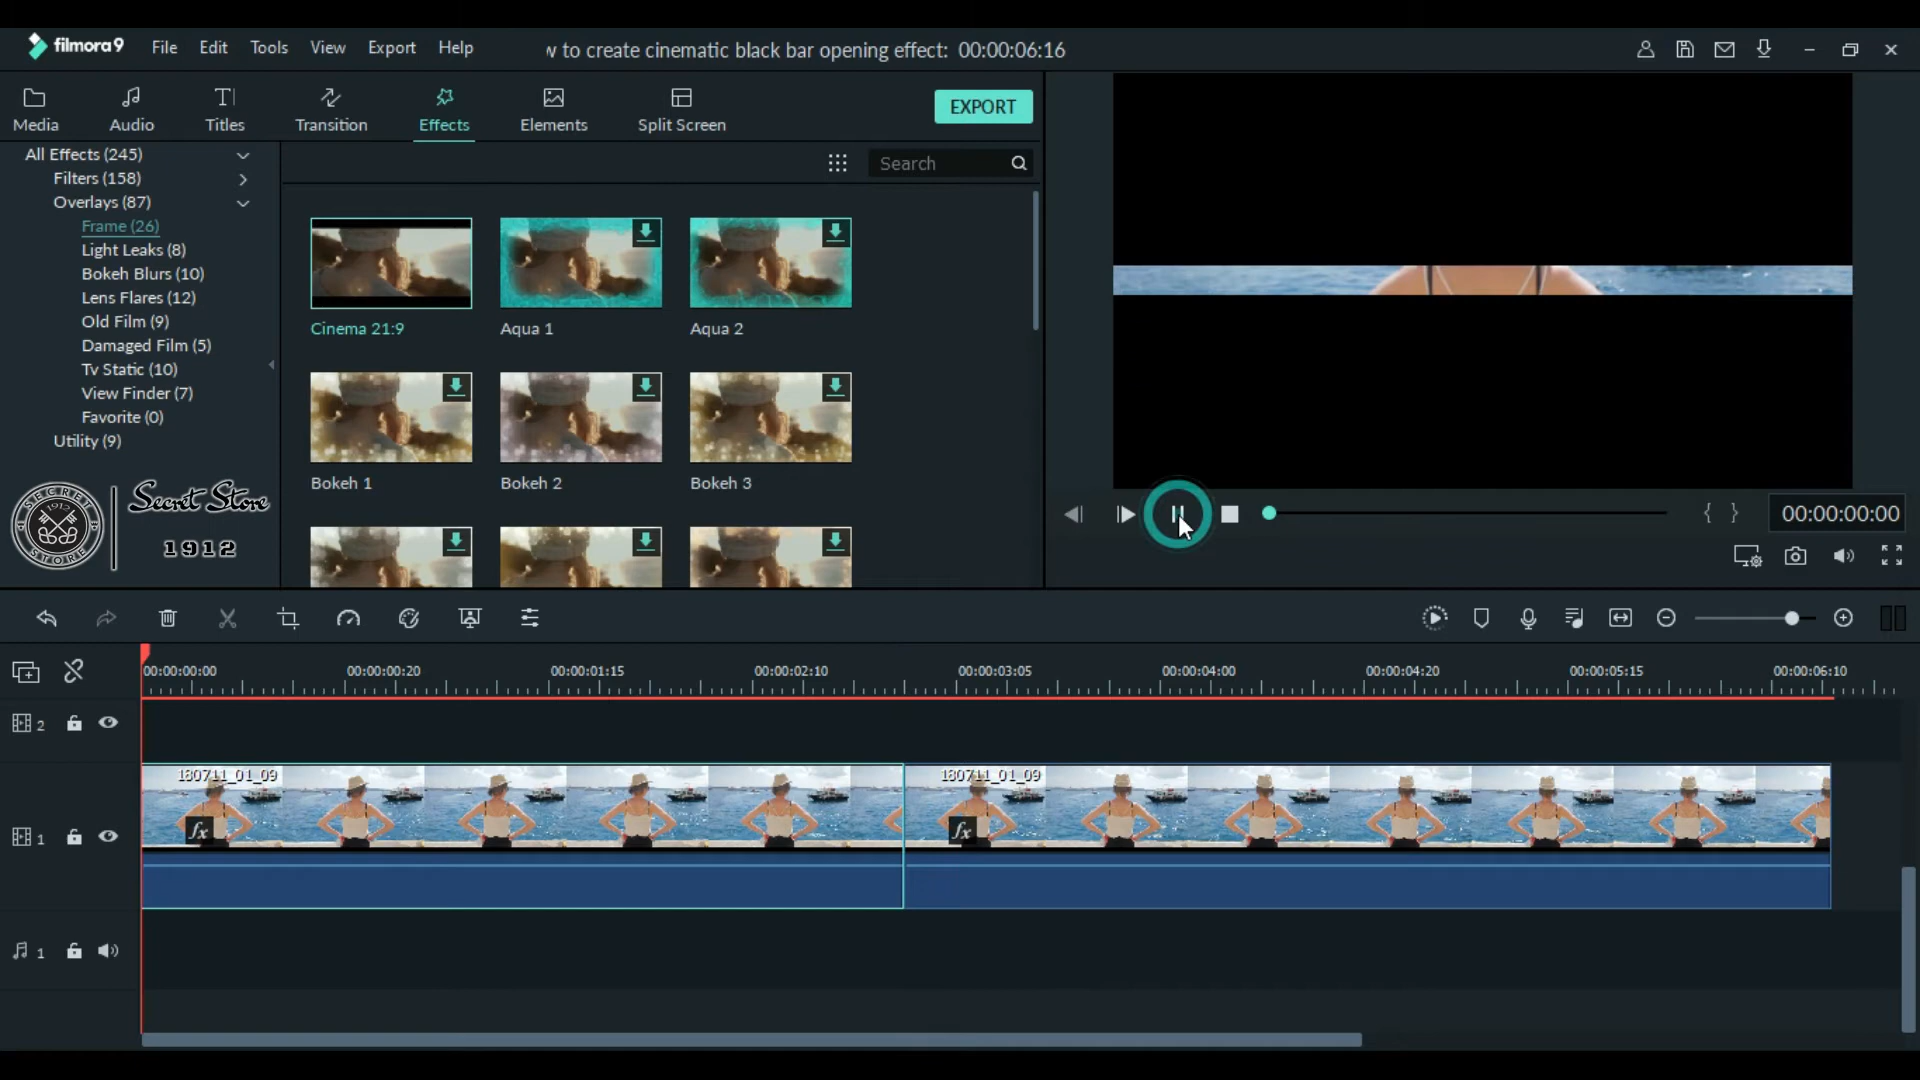 filmora9 File Edit Tools View Export Help w to create cinematic black bar opening effect: 00:00:06:16
Media Audio Titles Transition Effects Elements Split Screen EXPORT
All Effects (245)
Filters (158)
Overlays (87)
Frame (26)
Light Leaks (8)
Bokeh Blurs (10)
Lens Flares (12)
Old Film (9)
Damaged Film (5)
Tv Static (10)
View Finder (7)
Favorite (0)
Utility (9)
SECRET
1912
STORE
Secret Store
1912
Search
Cinema 21:9 Aqua 1 Aqua 2
Bokeh 1 Bokeh 2 Bokeh 3
{ } 00:00:00:00
00:00:00:00 00:00:00:20 00:00:01:15 00:00:02:10 00:00:03:05 00:00:04:00 00:00:04:20 00:00:05:15 00:00:06:10
2
180711_01_09 180711_01_09
fx fx
1
1